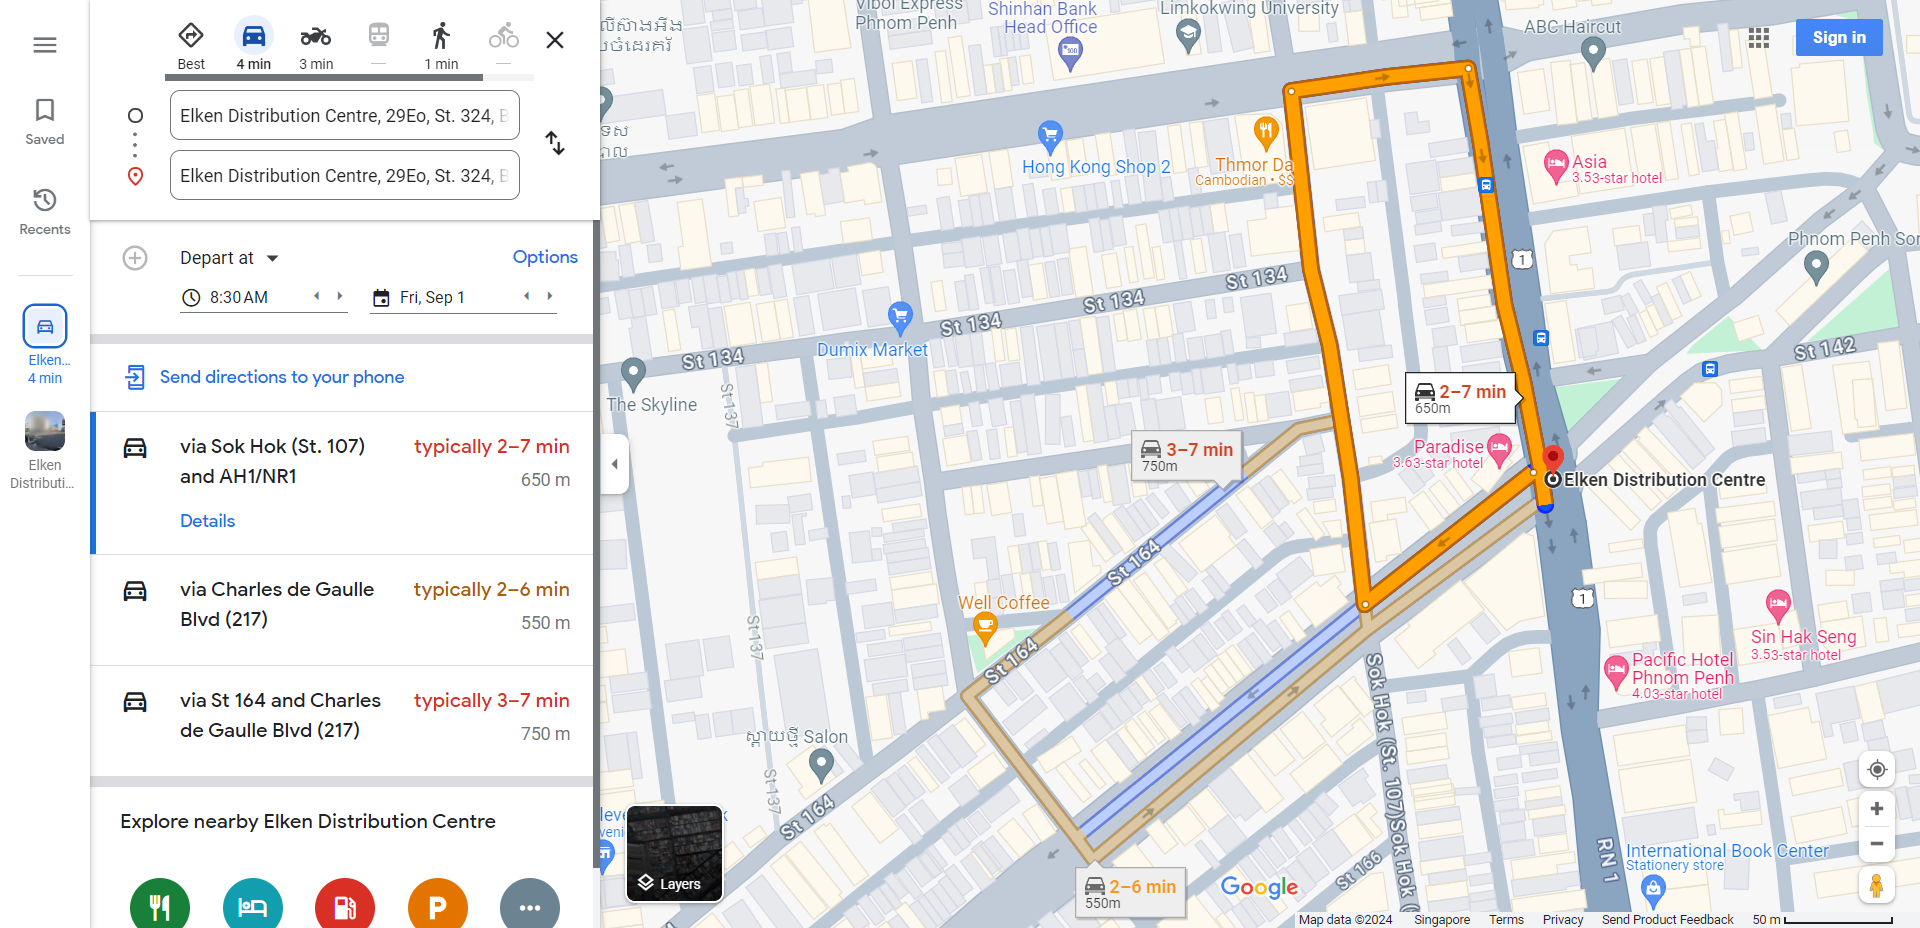 Saved
Recents
Elken...
4 min
Elken
Distributi...
Best
4 min
3 min
1 min
Elken Distribution Centre, 29Eo, St. 324,
Elken Distribution Centre, 29Eo, St. 324,
Depart at
Options
8:30 AM
Fri, Sep 1
Send directions to your phone
via Sok Hok (St. 107)
and AH1/NR1
typically 2–7 min
650 m
Details
via Charles de Gaulle
Blvd (217)
typically 2–6 min
550 m
via St 164 and Charles
de Gaulle Blvd (217)
typically 3–7 min
750 m
Explore nearby Elken Distribution Centre
P
Vibol Express
Phnom Penh
Shinhan Bank
Head Office
Limkokwing University
ABC Haircut
Sign in
Hong Kong Shop 2
Thmor Da
Cambodian • $$
Asia
3.53-star hotel
Phnom Penh Sor
1
St 134
St 134
St 134
St 134
Dumix Market
The Skyline
St 137
St 142
2–7 min
650m
3–7 min
750m
Paradise
3.63-star hotel
Elken Distribution Centre
St 164
Well Coffee
St 164
St 137
1
Sin Hak Seng
3.53-star hotel
Pacific Hotel
Phnom Penh
4.03-star hotel
ស្តាយថ្មី Salon
St 137
St 164
Sok Hok (St. 107)
Sok Hok (
St 166
RN 1
International Book Center
Stationery store
Layers
2–6 min
550m
Google
Map data ©2024
Singapore
Terms
Privacy
Send Product Feedback
50 m